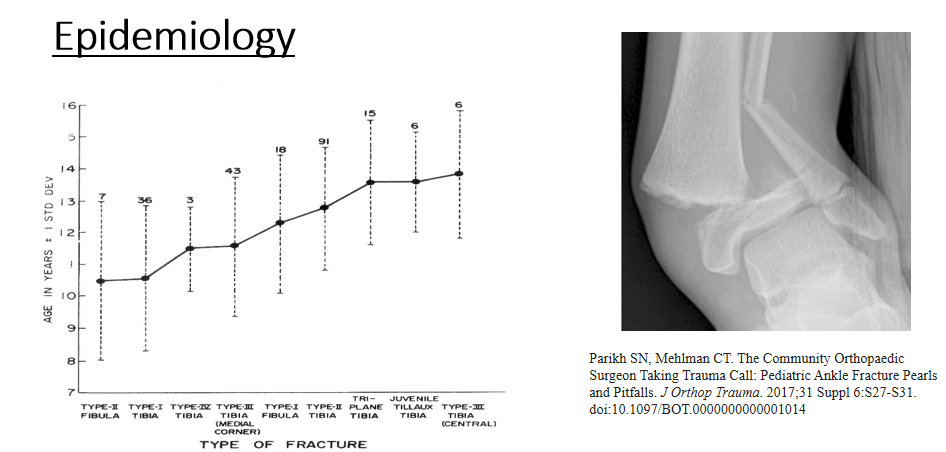 Epidemiology
AGE IN YEARS ± 1 STD DEV
16
5
14
13
12
1
10
9
8
7
7
36
3
43
18
91
15
6
6
TYPE-II
FIBULA
TYPE-I
TIBIA
TYPE-IV
TIBIA
TYPE-III
TIBIA
(MEDIAL
CORNER)
TYPE-I
FIBULA
TYPE-II
TIBIA
TRI-
PLANE
TIBIA
JUVENILE
TILLAUX
TIBIA
TYPE-III
TIBIA
(CENTRAL)
TYPE OF FRACTURE
Parikh SN, Mehlman CT. The Community Orthopaedic
Surgeon Taking Trauma Call: Pediatric Ankle Fracture Pearls
and Pitfalls. J Orthop Trauma. 2017;31 Suppl 6:S27-S31.
doi:10.1097/BOT.0000000000001014